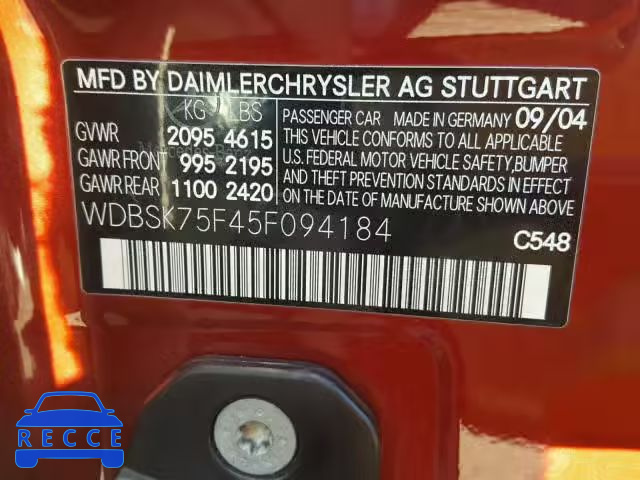 MFD BY DAIMLERCHRYSLER AG STUTTGART
KG LBS
GVWR 2095 4615
GAWR FRONT 995 2195
GAWR REAR 1100 2420
PASSENGER CAR MADE IN GERMANY 09/04
THIS VEHICLE CONFORMS TO ALL APPLICABLE
U.S. FEDERAL MOTOR VEHICLE SAFETY, BUMPER
AND THEFT PREVENTION STANDARDS IN EFFECT
ON THE DATE OF MANUFACTURE SHOWN ABOVE.
WDBSK75F45F094184
C548
RECCE